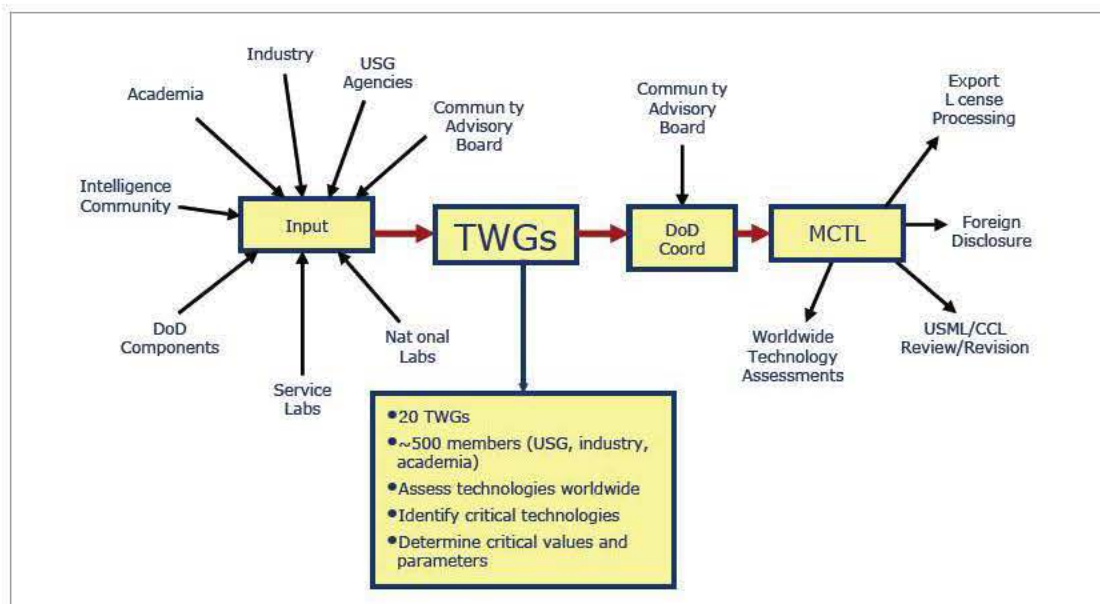 Industry
USG
Agencies
Academia
Commun ty
Advisory
Board
Intelligence
Community
Input
DoD
Components
Service
Labs
Nat onal
Labs
TWGs
Commun ty
Advisory
Board
DoD
Coord
MCTL
Export
L cense
Processing
Foreign
Disclosure
USML/CCL
Review/Revision
Worldwide
Technology
Assessments
•20 TWGs
•~500 members (USG, industry,
academia)
•Assess technologies worldwide
•Identify critical technologies
•Determine critical values and
parameters